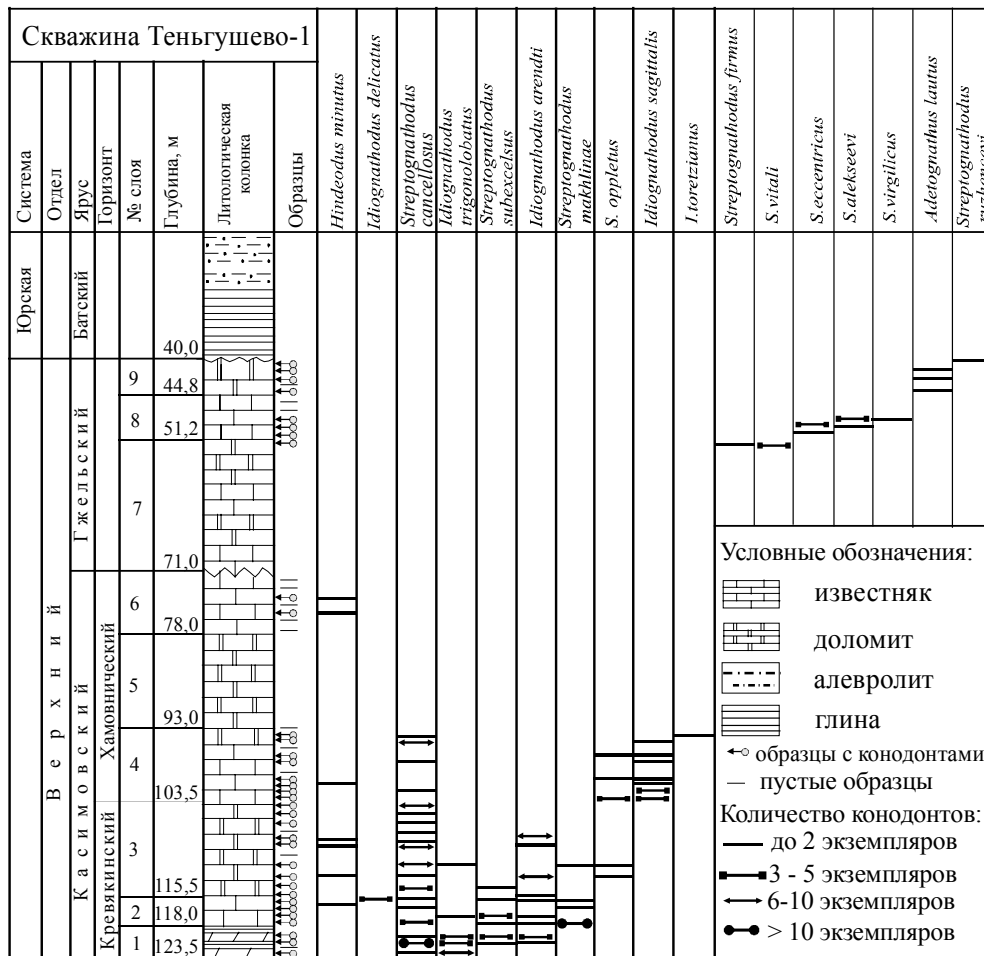 Скважина Теньгушево-1
Система
Отдел
Ярус
Горизонт
№ слоя
Глубина, м
Литологическая
колонка
Образцы
Hindeodus minutus
Idiognathodus delicatus
Streptognathodus
cancellosus
Idiognathodus
trigonolobatus
Streptognathodus
subexcelsus
Idiognathodus arendti
Streptognathodus
makhlinae
S. oppletus
Idiognathodus sagittalis
I.toretzianus
Streptognathodus firmus
S.vitali
S.eccentricus
S.alekseevi
S.virgilicus
Adetognathus lautus
Streptognathodus
Юрская
Батский
40,0
Верхний
Гжельский
9
44,8
8
51,2
7
71,0
Касимовский
Хамовнический
6
78,0
5
93,0
4
103,5
Кревякинский
3
115,5
2
118,0
1
123,5
Условные обозначения:
известняк
доломит
алевролит
глина
образцы с конодонтами
пустые образцы
Количество конодонтов:
до 2 экземпляров
3 - 5 экземпляров
6-10 экземпляров
> 10 экземпляров